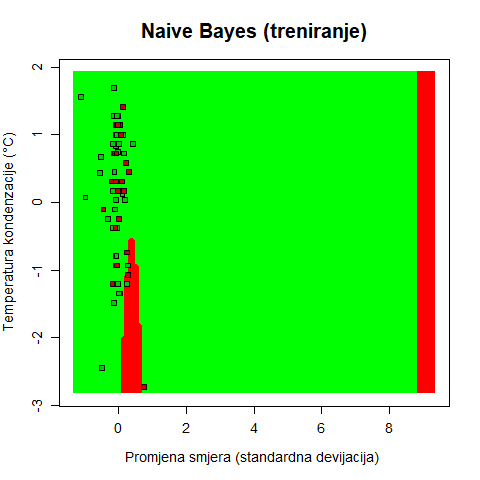 Naive Bayes (treniranje)
Temperatura kondenzacije (°C)
2
1
0
-1
-2
-3
0 2 4 6 8
Promjena smjera (standardna devijacija)